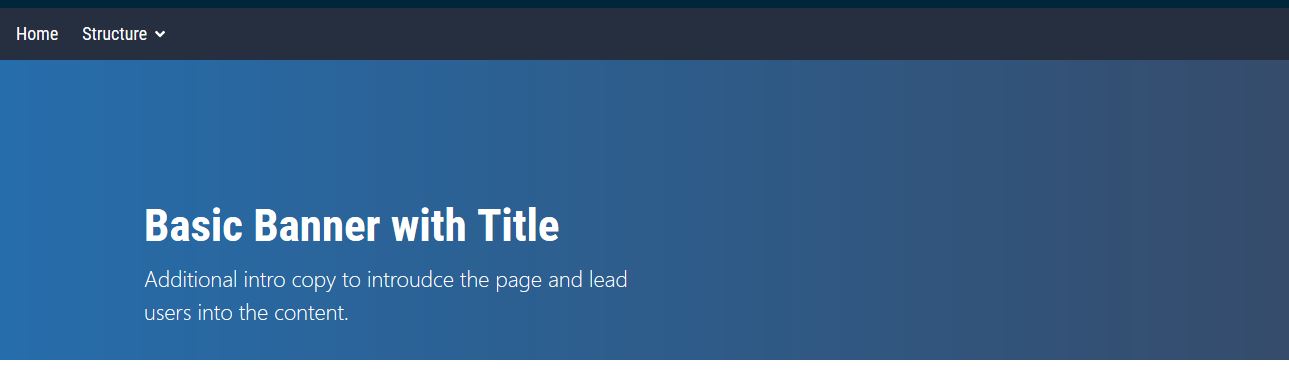 Home Structure
Basic Banner with Title
Additional intro copy to introudce the page and lead
users into the content.